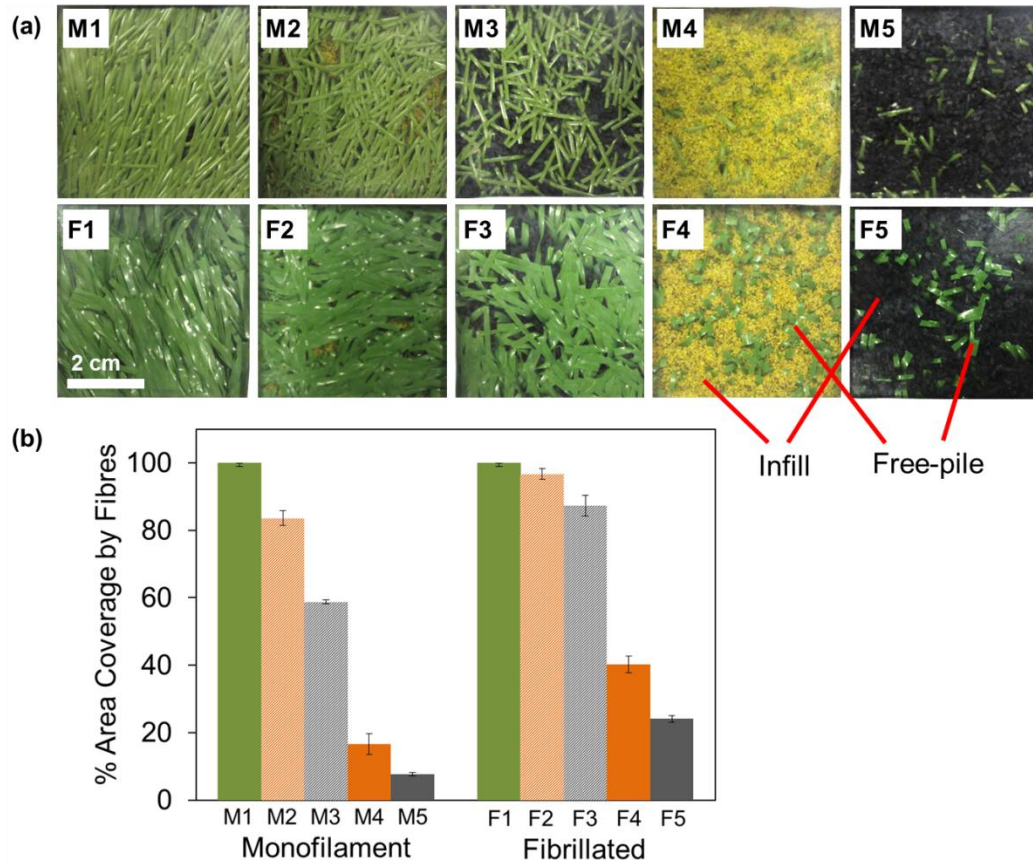 (a)
M1 M2 M3 M4 M5
F1 F2 F3 F4 F5
2 cm
Infill Free-pile
(b)
% Area Coverage by Fibres
100
80
60
40
20
0
M1 M2 M3 M4 M5 F1 F2 F3 F4 F5
Monofilament Fibrillated